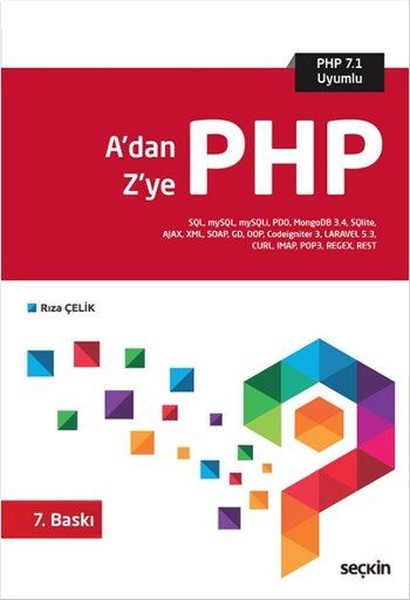 PHP 7.1
Uyumlu
A'dan
Z'ye
PHP
SQL, mySQL, mySQLi, PDO, MongoDB 3.4, SQlite,
AJAX, XML, SOAP, GD, OOP, Codeigniter 3, LARAVEL 5.3,
CURL, IMAP, POP3, REGEX, REST
Rıza ÇELİK
7. Baskı
seçkin